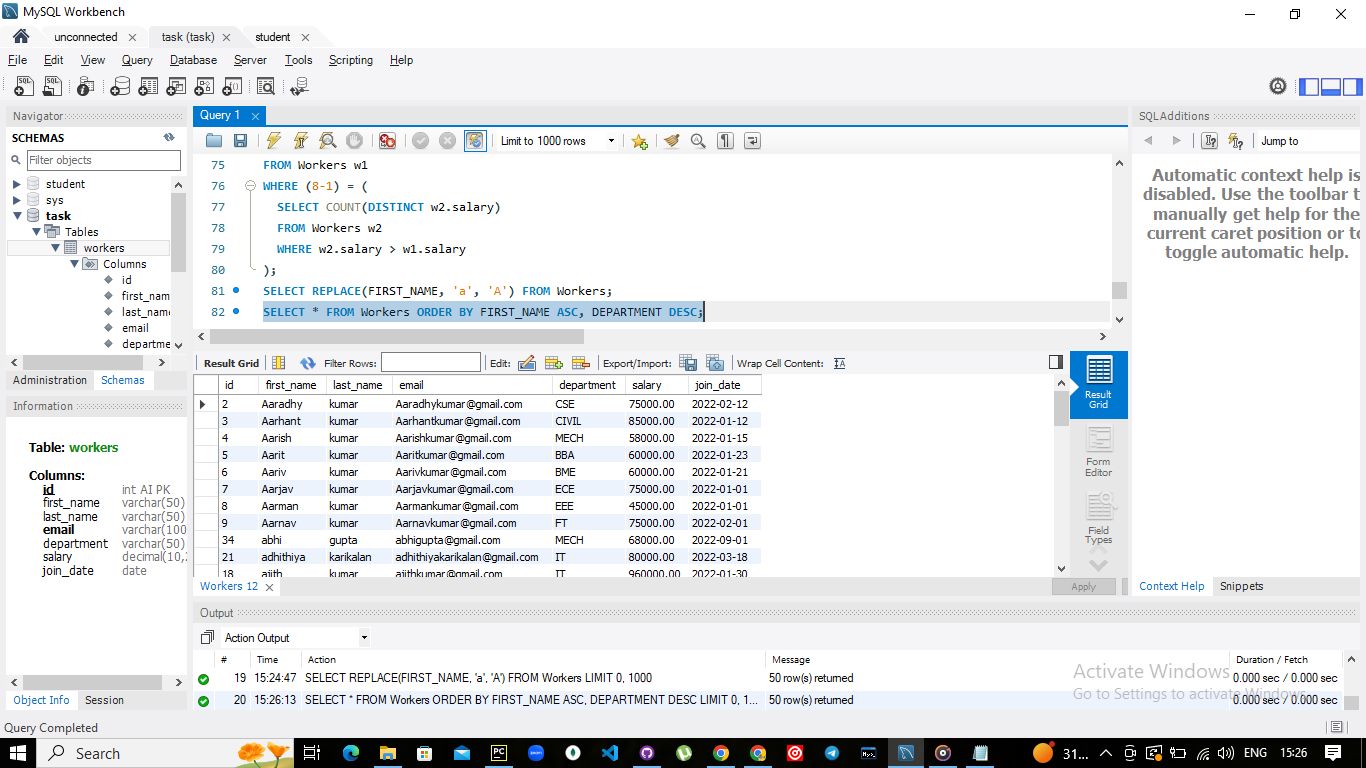 MySQL Workbench
unconnected
task (task)
student
File Edit View Query Database Server Tools Scripting Help
Navigator
SCHEMAS
Filter objects
student
sys
task
Tables
workers
Columns
id
first_nam
last_name
email
departme
Administration Schemas
Information
Table: workers
Columns:
id int AI PK
first_name varchar(50)
last_name varchar(50)
email varchar(100
department varchar(50)
salary decimal(10,
join_date date
Object Info Session
Query 1
Limit to 1000 rows
75 FROM Workers w1
76 WHERE (8-1) = (
77 SELECT COUNT(DISTINCT w2.salary)
78 FROM Workers w2
79 WHERE w2.salary > w1.salary
80 );
81 SELECT REPLACE(FIRST_NAME, 'a', 'A') FROM Workers;
82 SELECT * FROM Workers ORDER BY FIRST_NAME ASC, DEPARTMENT DESC;
Result Grid Filter Rows: Edit: Export/Import: Wrap Cell Content:
id first_name last_name email department salary join_date
2 Aaradhy kumar Aaradhykumar@gmail.com CSE 75000.00 2022-02-12
3 Aarhant kumar Aarhantkumar@gmail.com CIVIL 85000.00 2022-01-12
4 Aarish kumar Aarishkumar@gmail.com MECH 58000.00 2022-01-15
5 Aarit kumar Aaritkumar@gmail.com BBA 60000.00 2022-01-23
6 Aariv kumar Aarivkumar@gmail.com BME 60000.00 2022-01-21
7 Aarjav kumar Aarjavkumar@gmail.com ECE 75000.00 2022-01-01
8 Aarman kumar Aarmankumar@gmail.com EEE 45000.00 2022-01-01
9 Aarnav kumar Aarnavkumar@gmail.com FT 75000.00 2022-02-01
34 abhi gupta abhigupta@gmail.com MECH 68000.00 2022-09-01
21 adhithiya karikalan adhithiyakarikalan@gmail.com IT 80000.00 2022-03-18
18 ajith kumar ajithkumar@gmail.com IT 960000.00 2022-01-30
Result Grid
Form Editor
Field Types
Workers 12
Apply
SQLAdditions
Jump to
Automatic context help is
disabled. Use the toolbar t
manually get help for the
current caret position or to
toggle automatic help.
Context Help Snippets
Output
Action Output
# Time Action Message Duration / Fetch
19 15:24:47 SELECT REPLACE(FIRST_NAME, 'a', 'A') FROM Workers LIMIT 0, 1000 50 row(s) returned 0.000 sec / 0.000 sec
20 15:26:13 SELECT * FROM Workers ORDER BY FIRST_NAME ASC, DEPARTMENT DESC LIMIT 0, 1... 50 row(s) returned 0.000 sec / 0.000 sec
Activate Windows
Go to Settings to activate Windows.
Query Completed
Search
31...
ENG
15:26